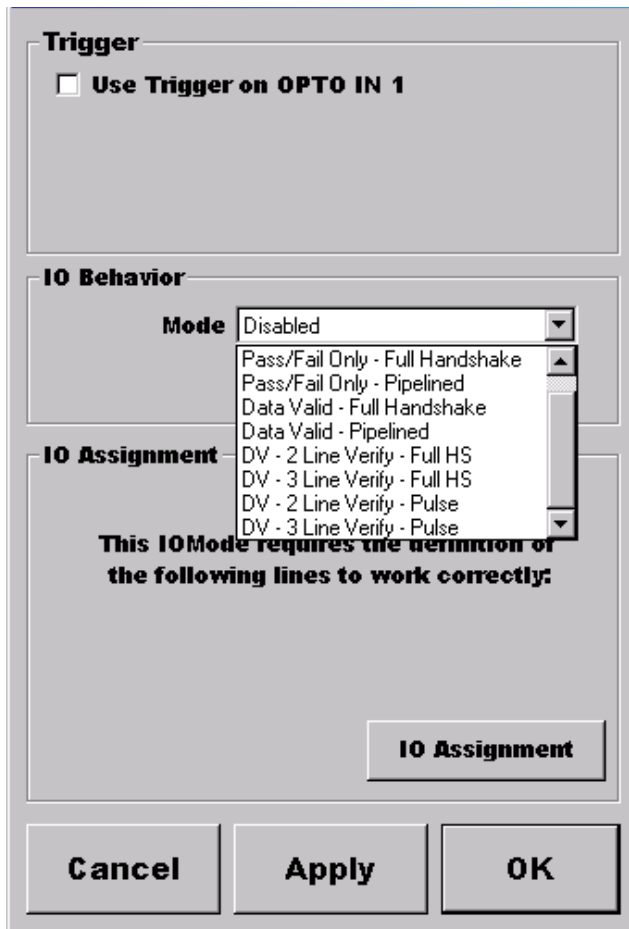 Trigger
Use Trigger on OPTO IN 1
IO Behavior
Mode Disabled
Pass/Fail Only - Full Handshake
Pass/Fail Only - Pipelined
Data Valid - Full Handshake
Data Valid - Pipelined
DV - 2 Line Verify - Full HS
DV - 3 Line Verify - Full HS
DV - 2 Line Verify - Pulse
DV - 3 Line Verify - Pulse
IO Assignment
This IOMode requires the definition of
the following lines to work correctly:
IO Assignment
Cancel Apply OK